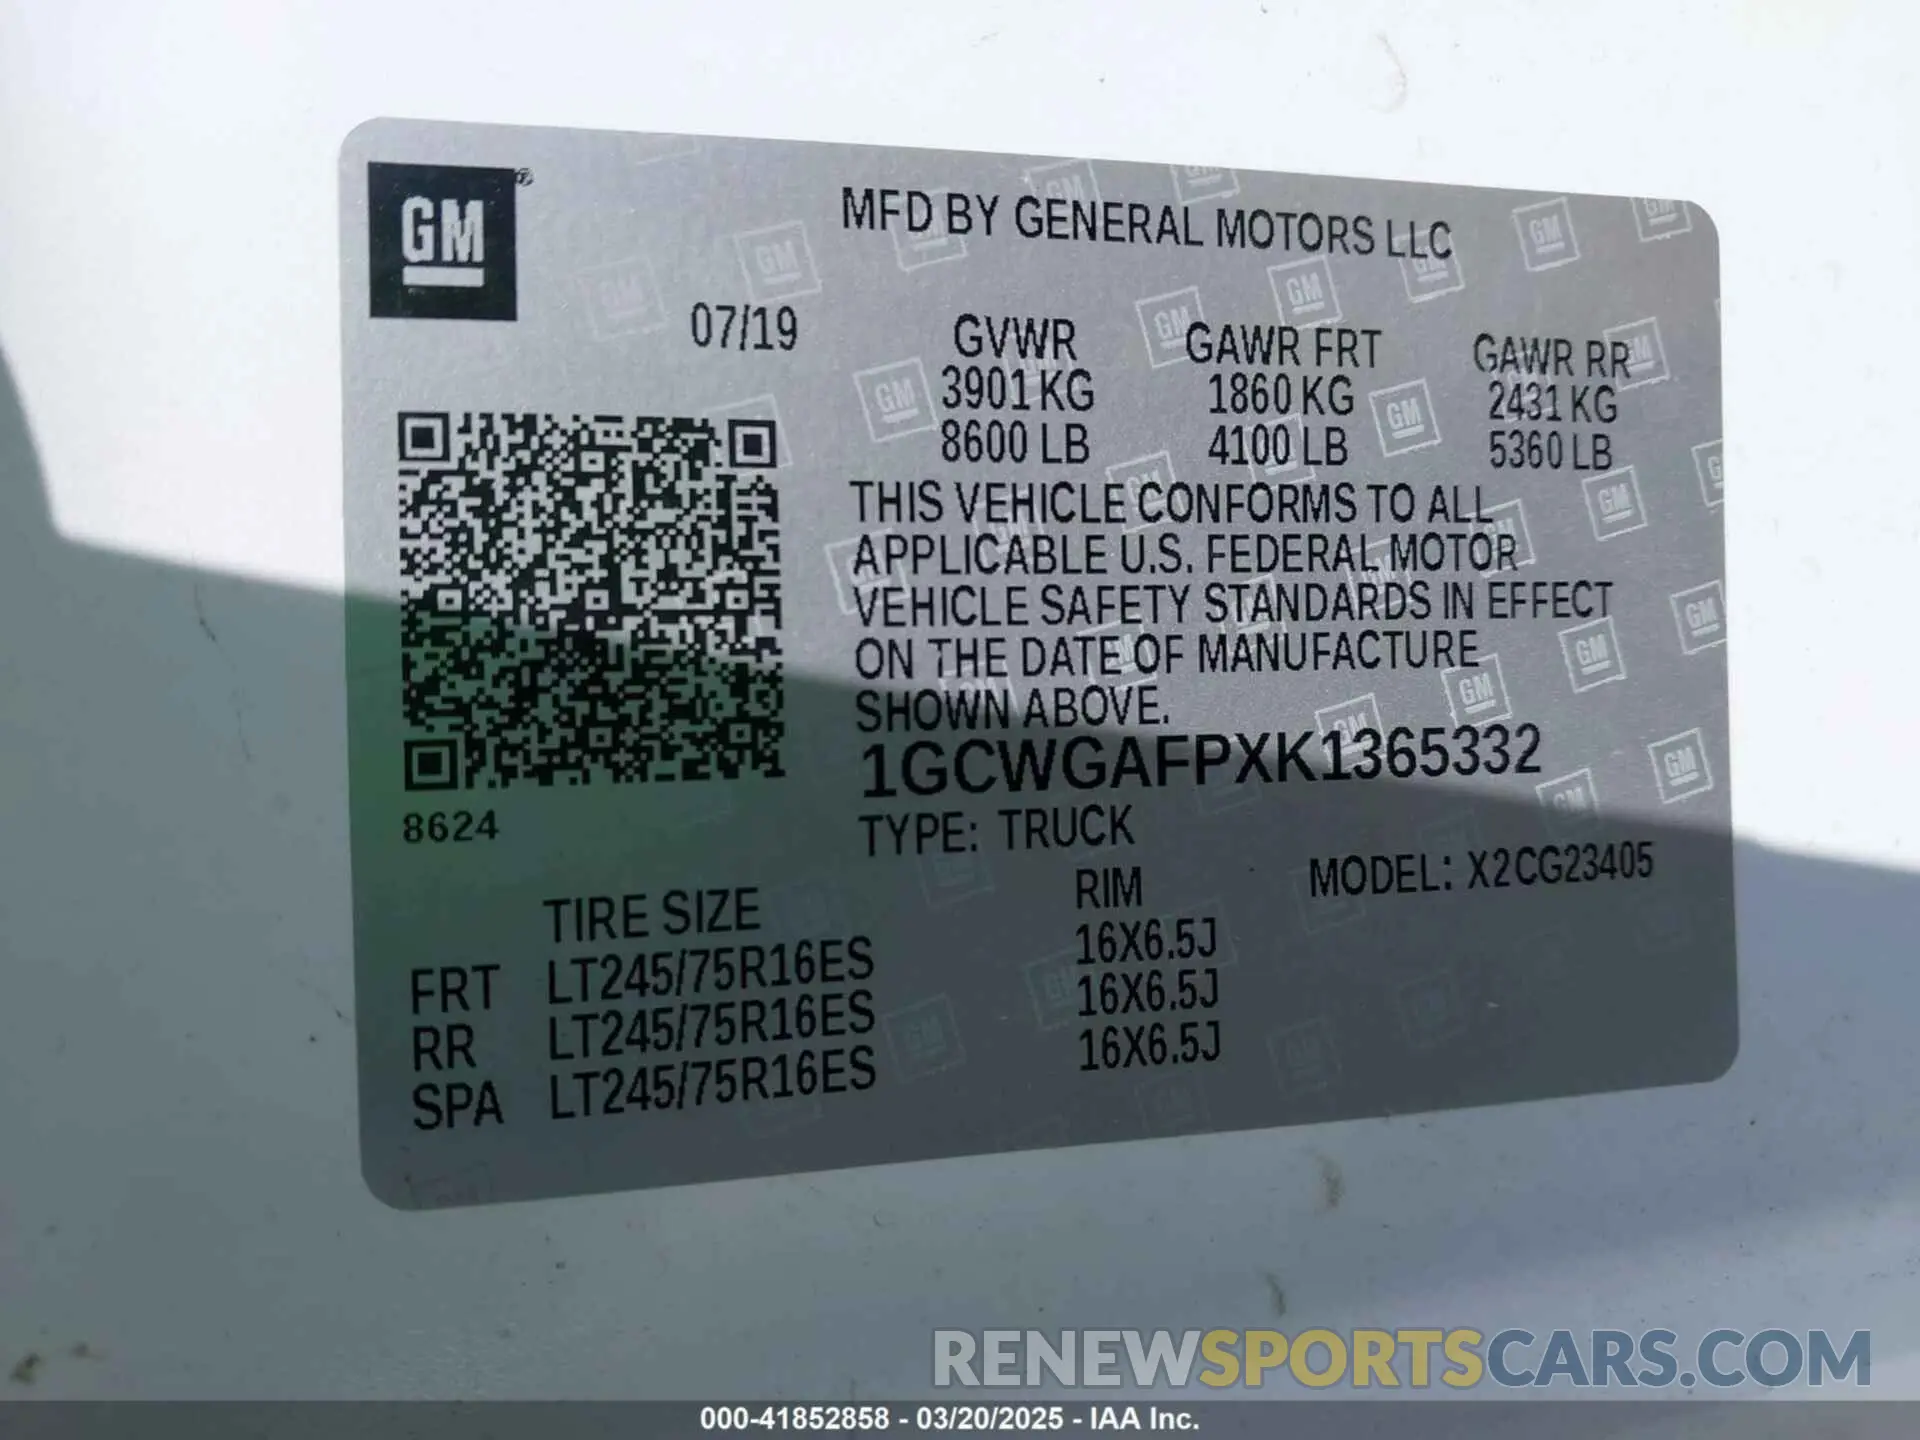 GM®
MFD BY GENERAL MOTORS LLC
07/19
GVWR GAWR FRT GAWR RR
3901 KG 1860 KG 2431 KG
8600 LB 4100 LB 5360 LB
THIS VEHICLE CONFORMS TO ALL
APPLICABLE U.S. FEDERAL MOTOR
VEHICLE SAFETY STANDARDS IN EFFECT
ON THE DATE OF MANUFACTURE
SHOWN ABOVE.
1GCWGAFPXK1365332
8624
TYPE: TRUCK
MODEL: X2CG23405
TIRE SIZE RIM
FRT LT245/75R16ES 16X6.5J
RR LT245/75R16ES 16X6.5J
SPA LT245/75R16ES 16X6.5J
RENEWSPORTSCARS.COM
000-41852858 - 03/20/2025 - IAA Inc.